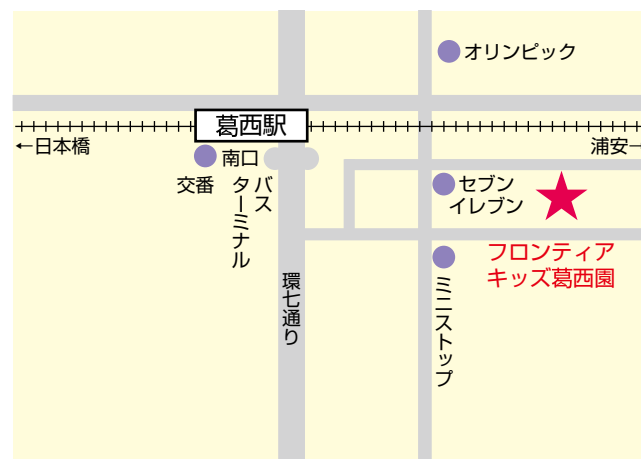 オリンピック
葛西駅
←日本橋
浦安→
南口
交番
バス
ターミナル
セブン
イレブン
フロンティア
キッズ葛西園
環七通り
ミニストップ